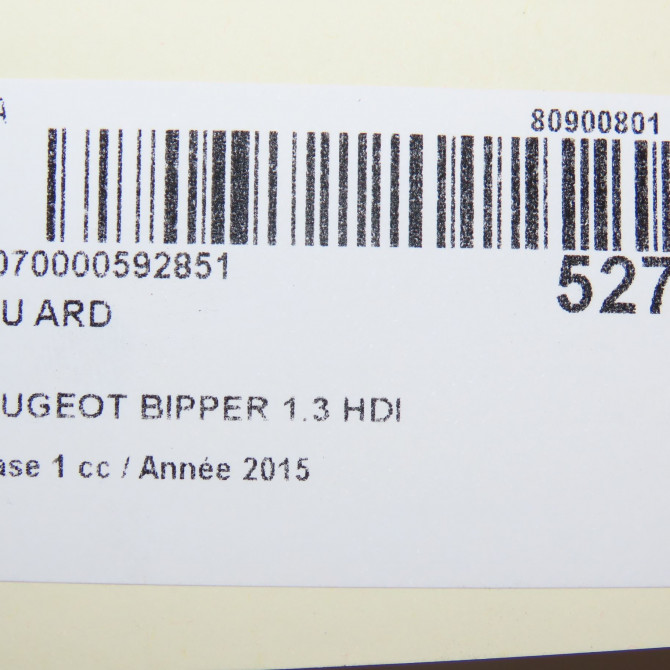 A 80900801
070000592851 527
U ARD
UGEOT BIPPER 1.3 HDI
ase 1 cc / Année 2015